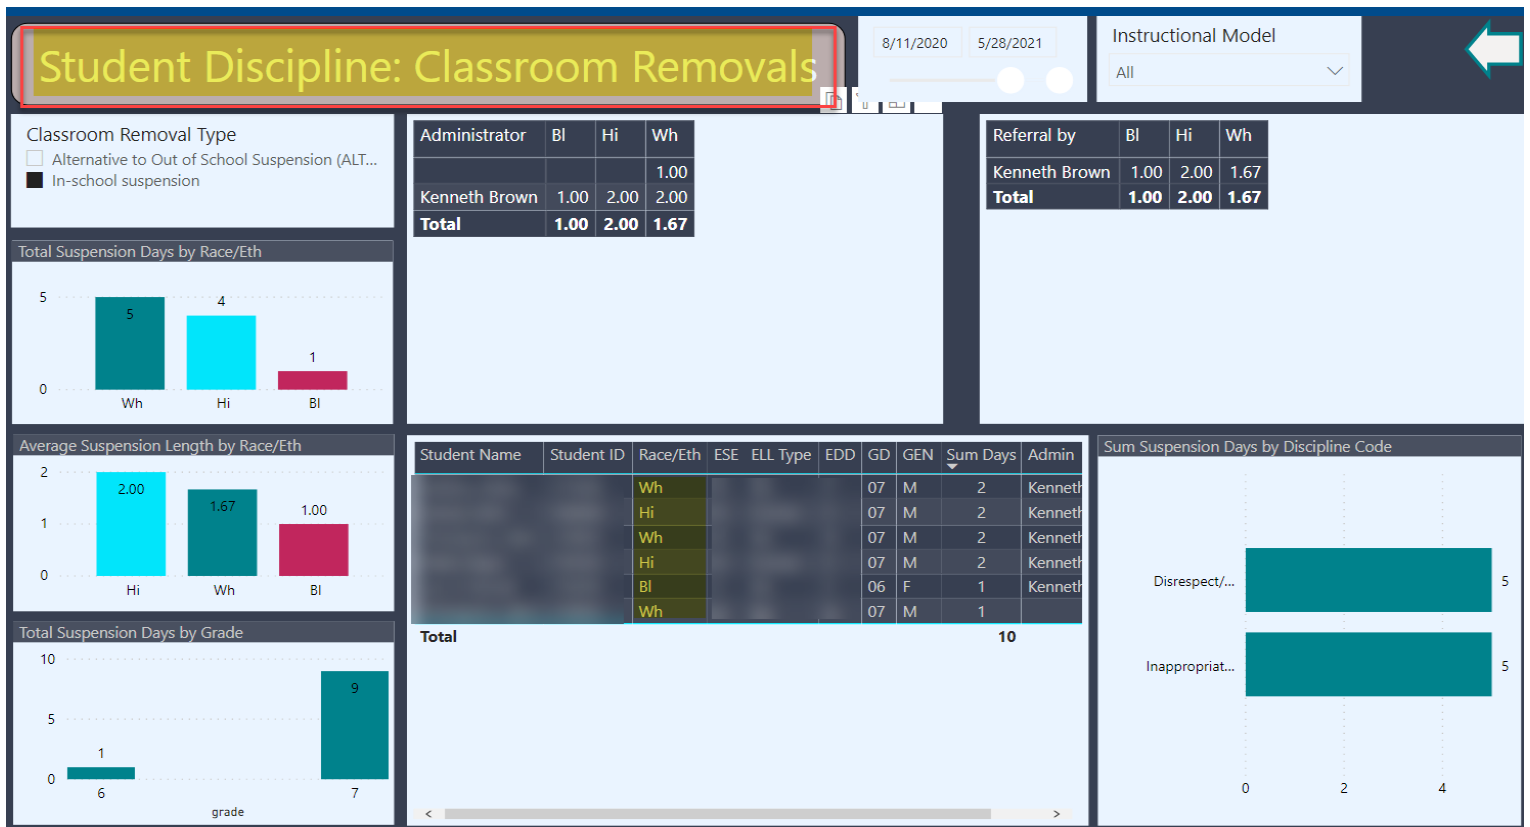 Student Discipline: Classroom Removals
8/11/2020 5/28/2021
Instructional Model
All
Classroom Removal Type
Alternative to Out of School Suspension (ALT...
In-school suspension
Administrator Bl Hi Wh
1.00
Kenneth Brown 1.00 2.00 2.00
Total 1.00 2.00 1.67
Referral by Bl Hi Wh
Kenneth Brown 1.00 2.00 1.67
Total 1.00 2.00 1.67
Total Suspension Days by Race/Eth
5
0
5
4
1
Wh Hi Bl
Average Suspension Length by Race/Eth
2
1
0
2.00
1.67
1.00
Hi Wh Bl
Total Suspension Days by Grade
10
5
0
1
9
6 7
grade
Student Name Student ID Race/Eth ESE ELL Type EDD GD GEN Sum Days Admin
Wh 07 M 2 Kenneth
Hi 07 M 2 Kenneth
Wh 07 M 2 Kenneth
Hi 07 M 2 Kenneth
Bl 06 F 1 Kenneth
Wh 07 M 1
Total 10
Sum Suspension Days by Discipline Code
Disrespect/... 5
Inappropriat... 5
0 2 4